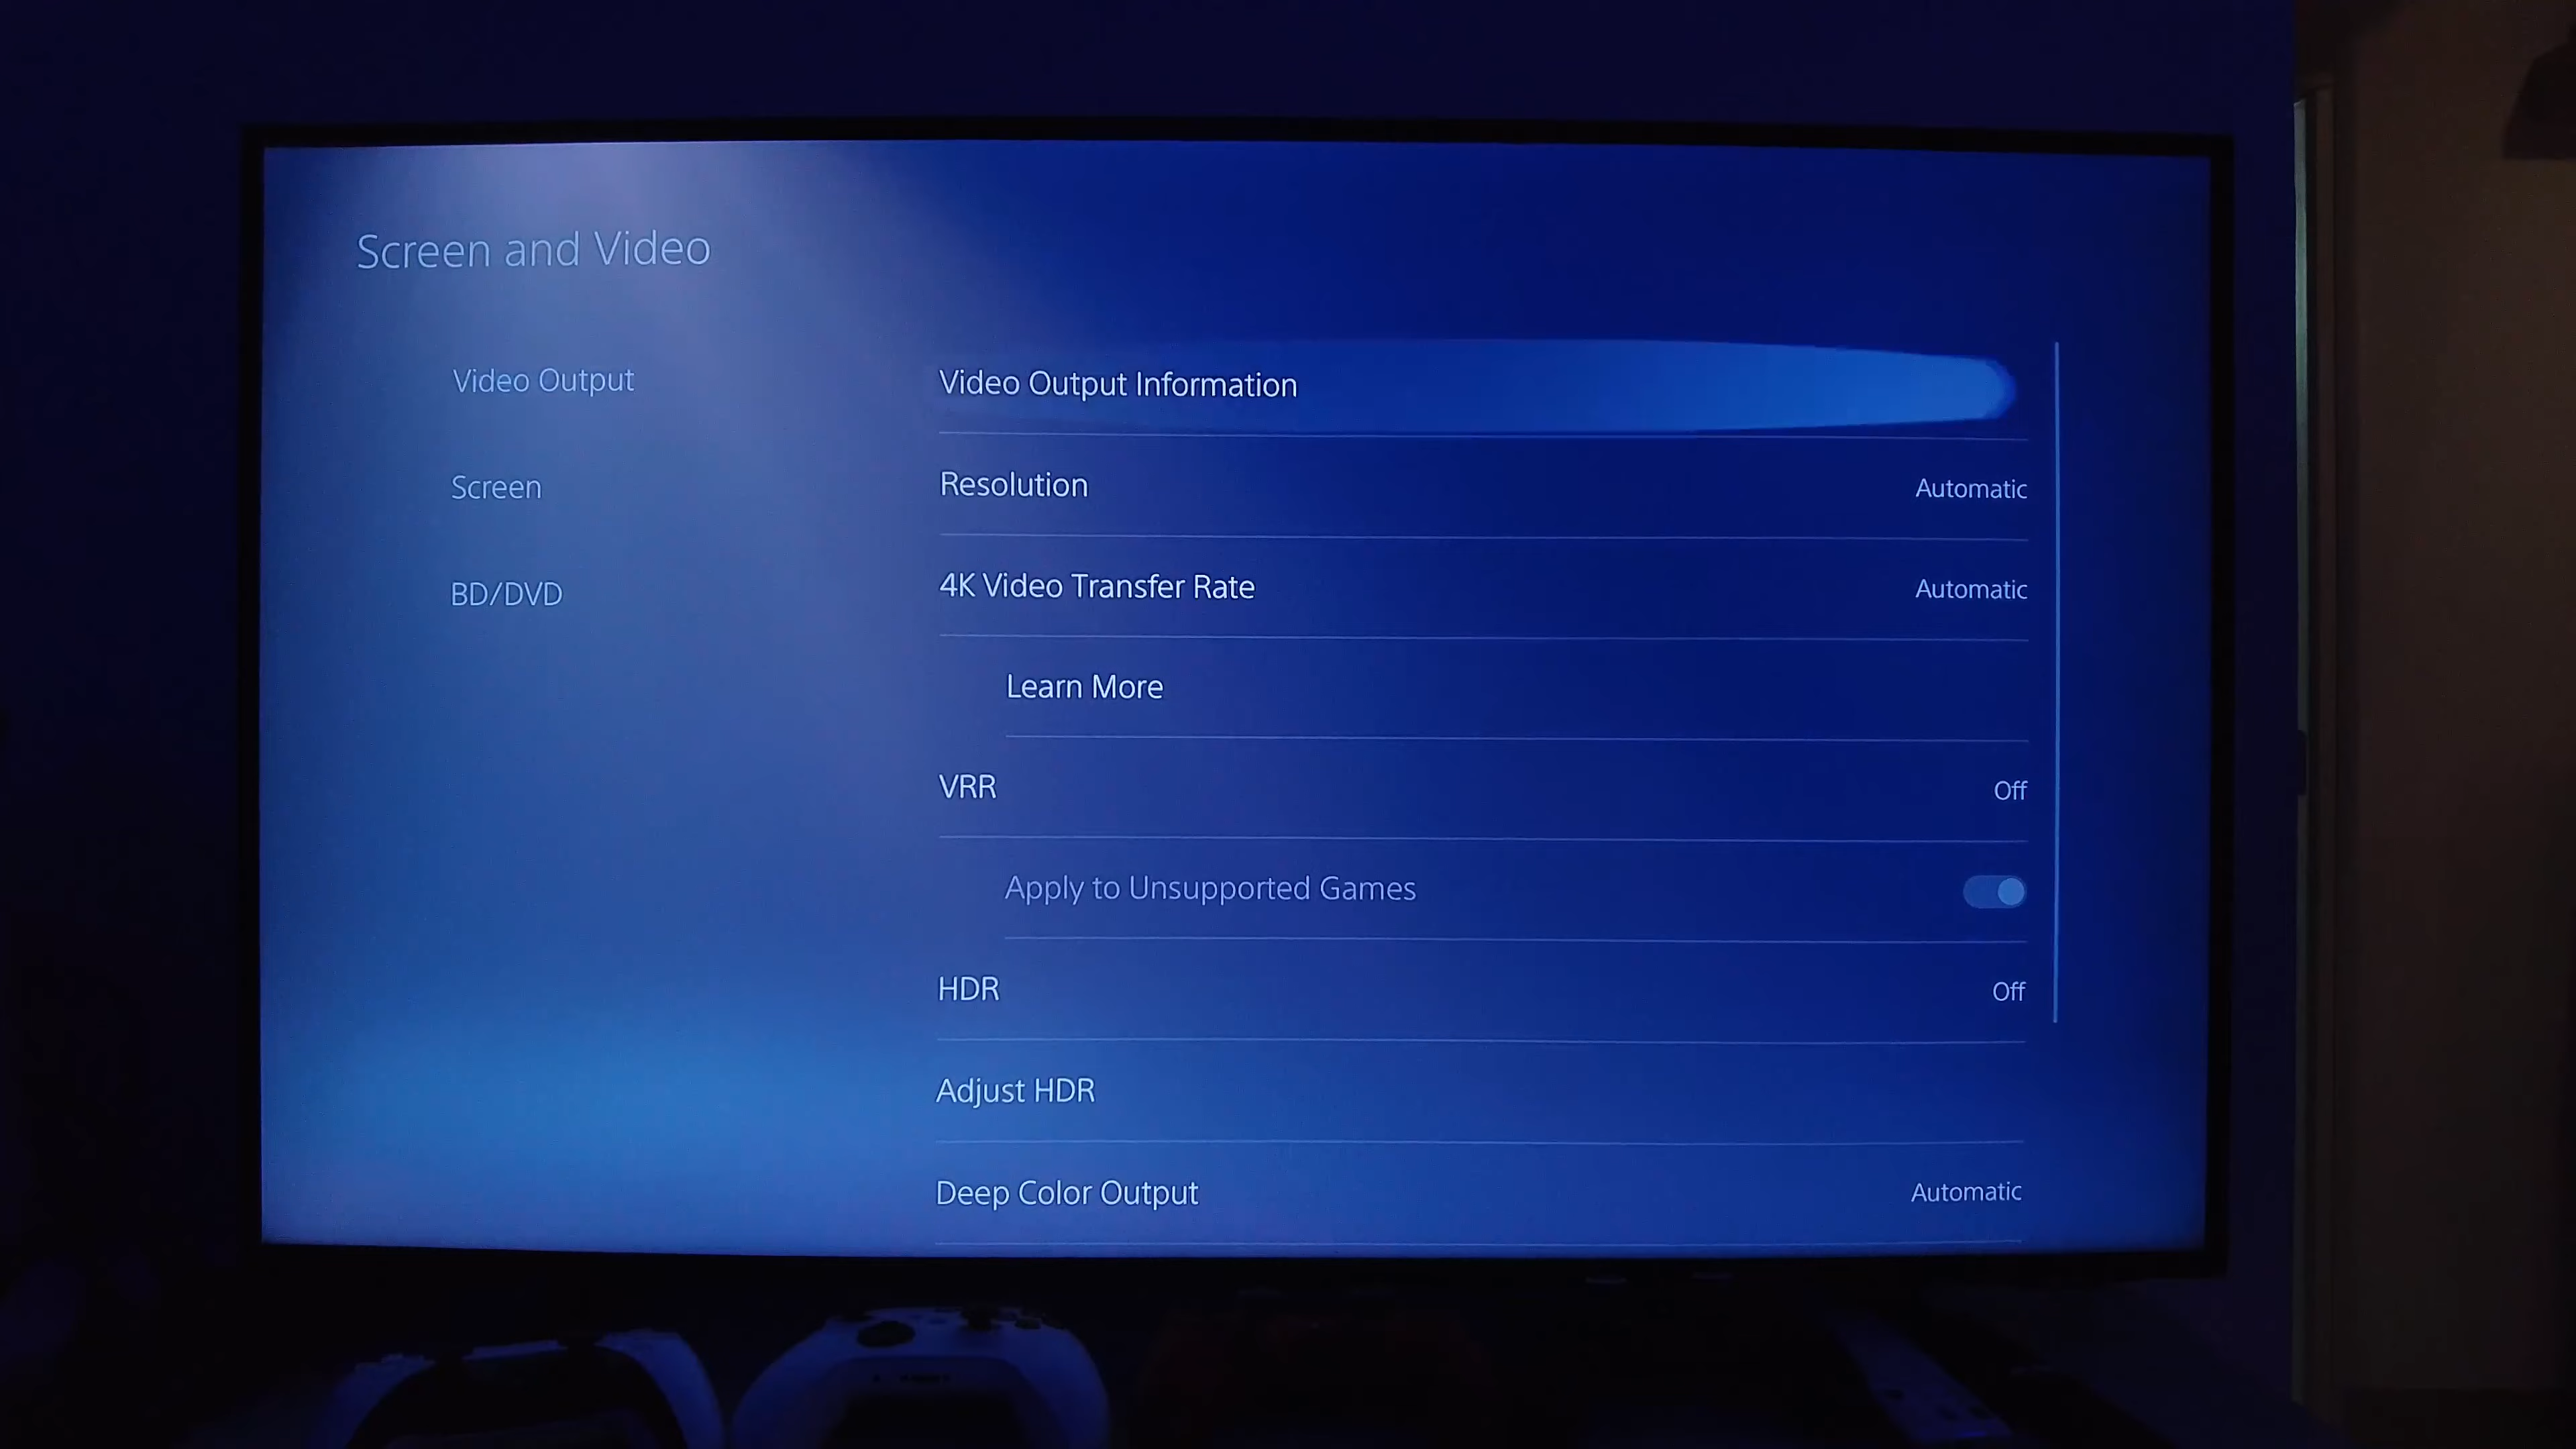 Screen and Video
Video Output
Screen
BD/DVD
Video Output Information
Resolution Automatic
4K Video Transfer Rate Automatic
Learn More
VRR Off
Apply to Unsupported Games
HDR Off
Adjust HDR
Deep Color Output Automatic